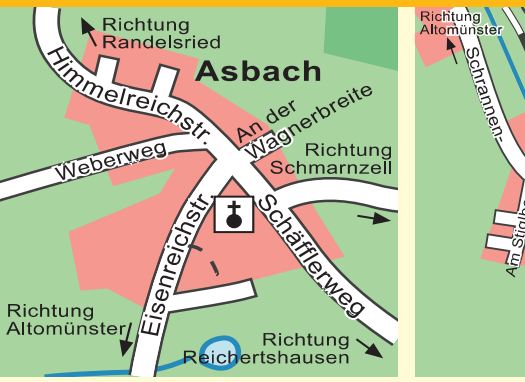 Richtung
Randelsried
Asbach
Himmelreichstr.
An der
Wagnerbreite
Weberweg
Richtung
Schmarnzell
Eisenreichstr.
Schäfflerweg
Richtung
Altomünster
Richtung
Reichertshausen
Richtung
Altomünster
Schrannen-